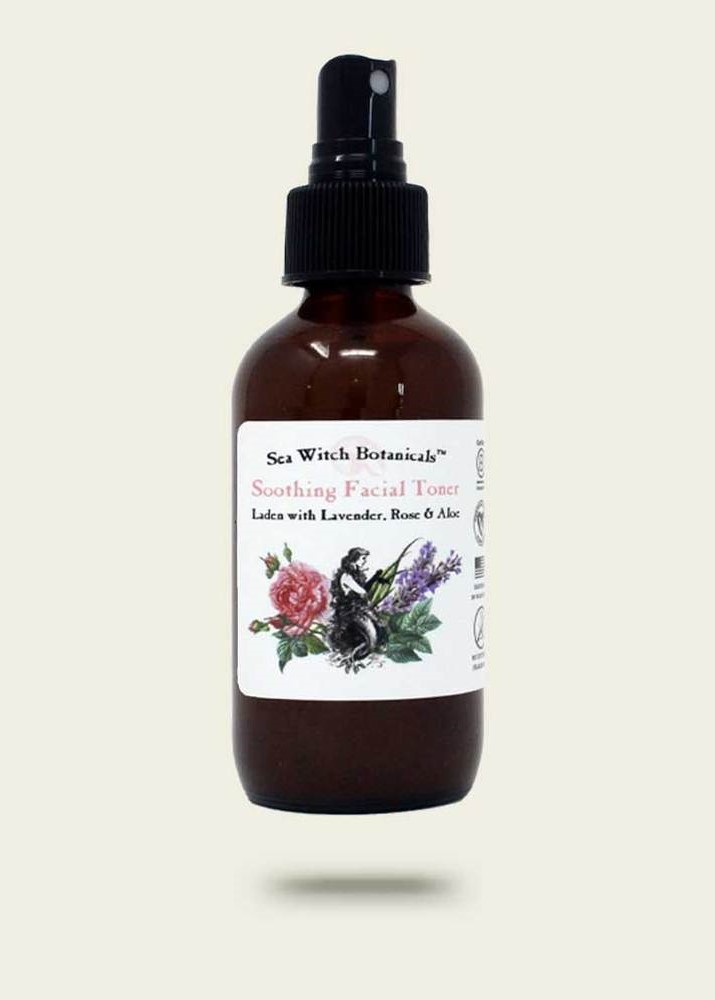 Sea Witch Botanicals™
Soothing Facial Toner
Laden with Lavender, Rose & Aloe